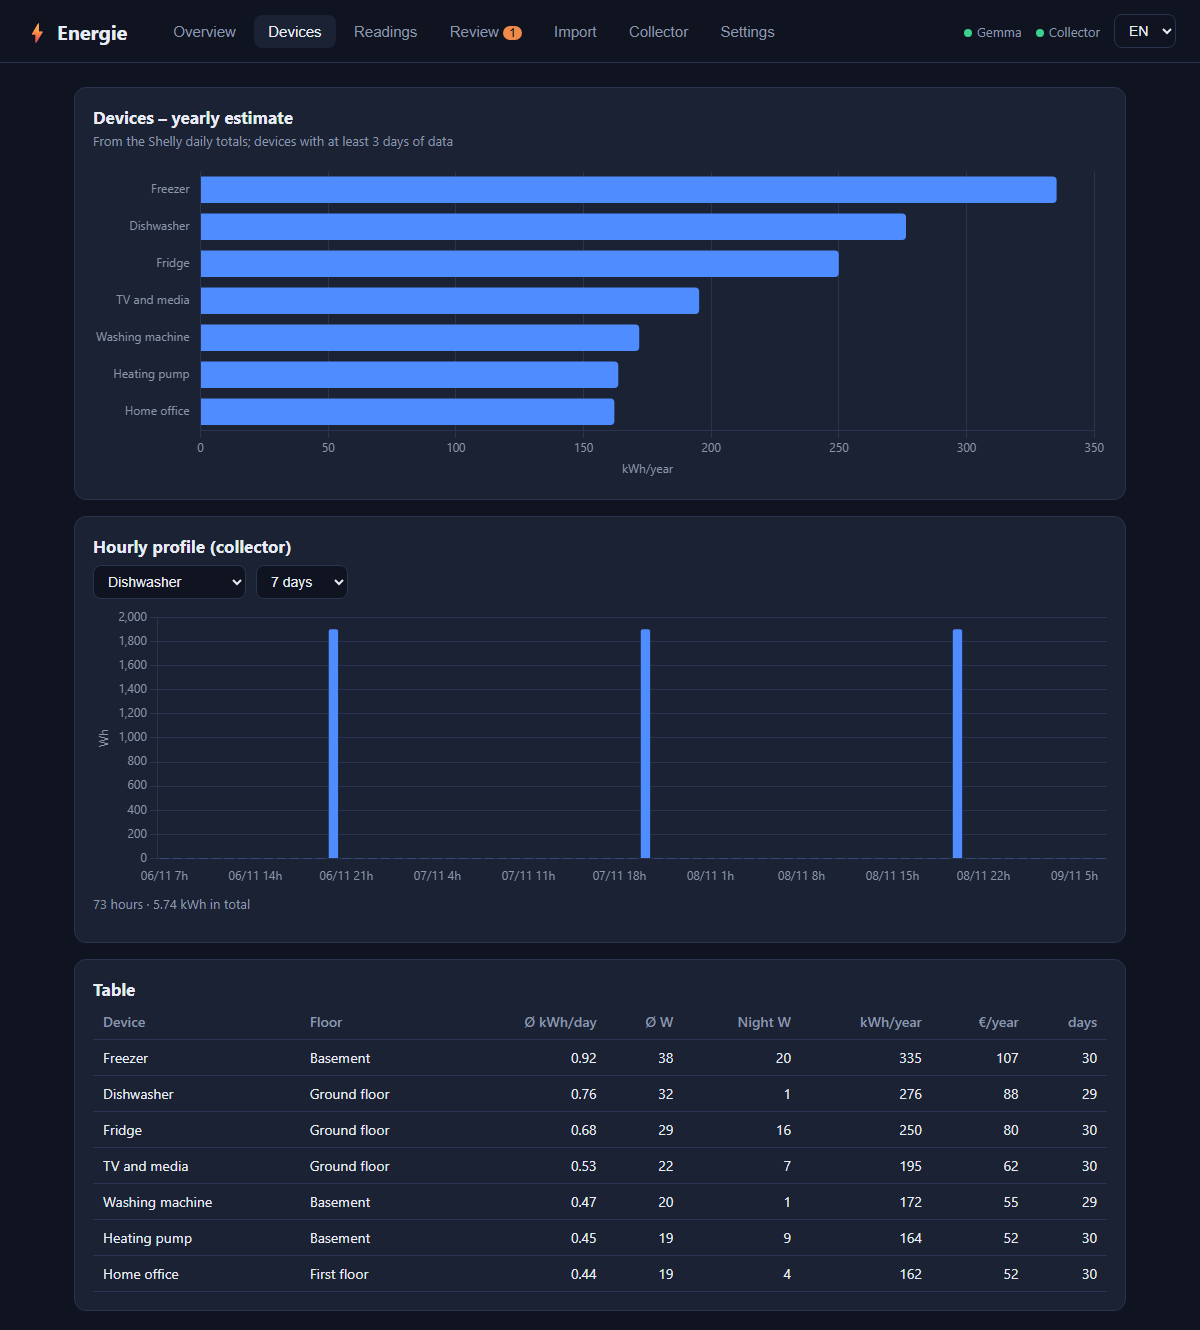 Energie Overview Devices Readings Review 1 Import Collector Settings Gemma Collector EN
Devices – yearly estimate
From the Shelly daily totals; devices with at least 3 days of data
Freezer
Dishwasher
Fridge
TV and media
Washing machine
Heating pump
Home office
0 50 100 150 200 250 300 350
kWh/year
Hourly profile (collector)
Dishwasher 7 days
2,000
1,800
1,600
1,400
1,200
1,000
800
600
400
200
0
Wh
06/11 7h 06/11 14h 06/11 21h 07/11 4h 07/11 11h 07/11 18h 08/11 1h 08/11 8h 08/11 15h 08/11 22h 09/11 5h
73 hours · 5.74 kWh in total
Table
Device Floor Ø kWh/day Ø W Night W kWh/year €/year days
Freezer Basement 0.92 38 20 335 107 30
Dishwasher Ground floor 0.76 32 1 276 88 29
Fridge Ground floor 0.68 29 16 250 80 30
TV and media Ground floor 0.53 22 7 195 62 30
Washing machine Basement 0.47 20 1 172 55 29
Heating pump Basement 0.45 19 9 164 52 30
Home office First floor 0.44 19 4 162 52 30